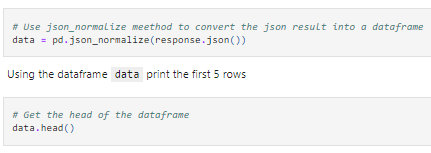 # Use json_normalize meethod to convert the json result into a dataframe
data = pd.json_normalize(response.json())
Using the dataframe data print the first 5 rows
# Get the head of the dataframe
data.head()